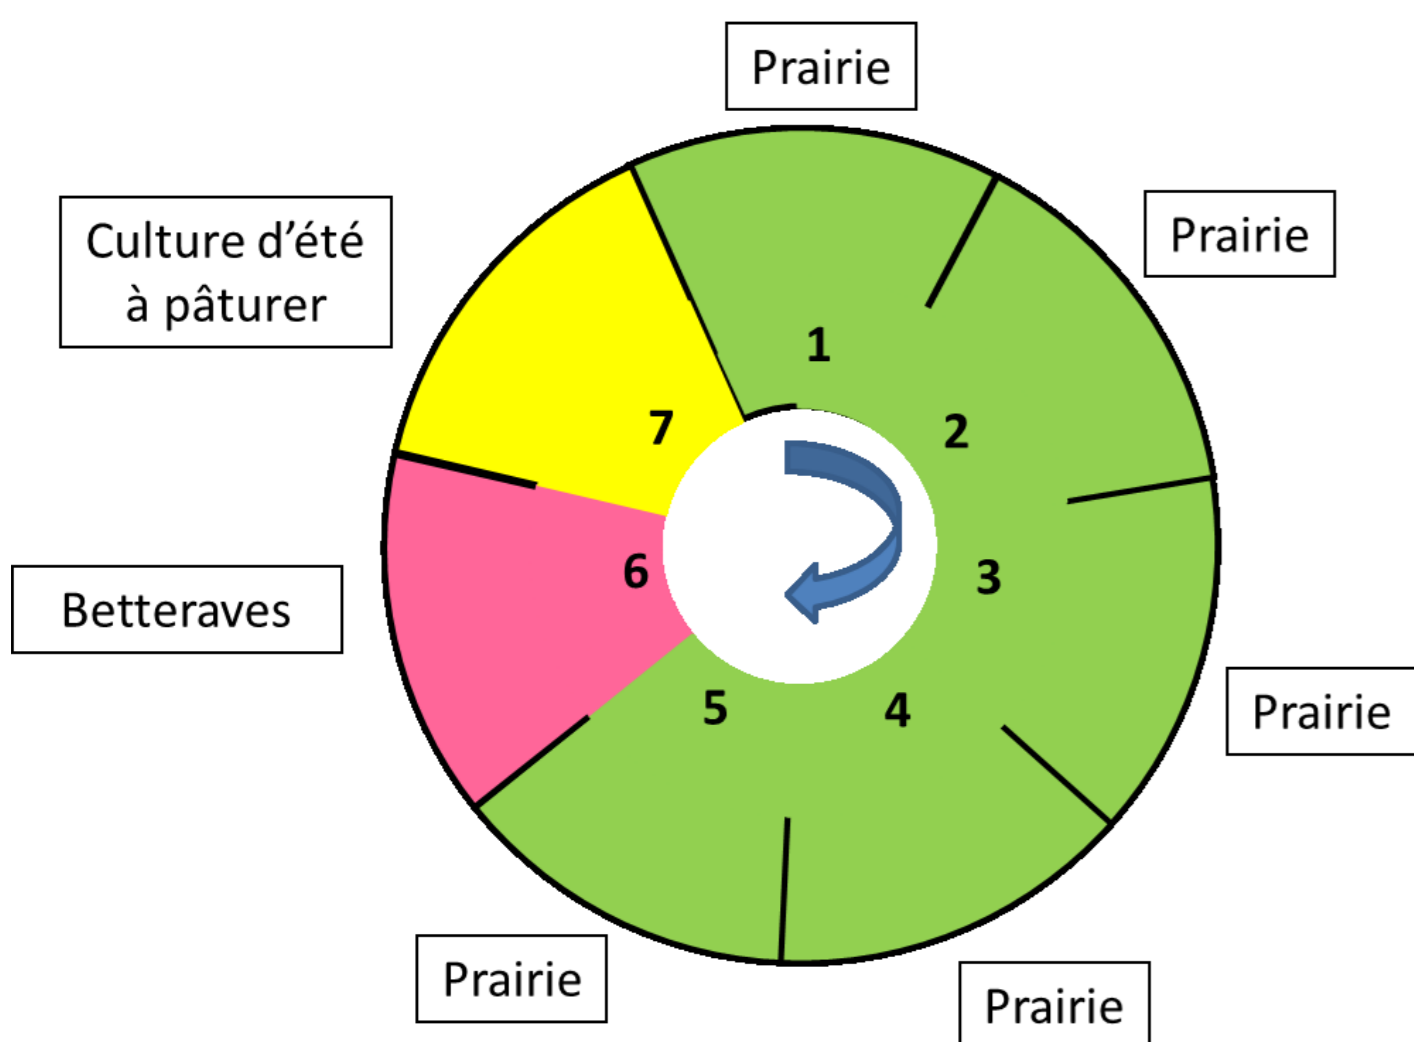 Prairie
Prairie
Culture d’été
à pâturer
1
7
2
6
3
Betteraves
5
4
Prairie
Prairie
Prairie